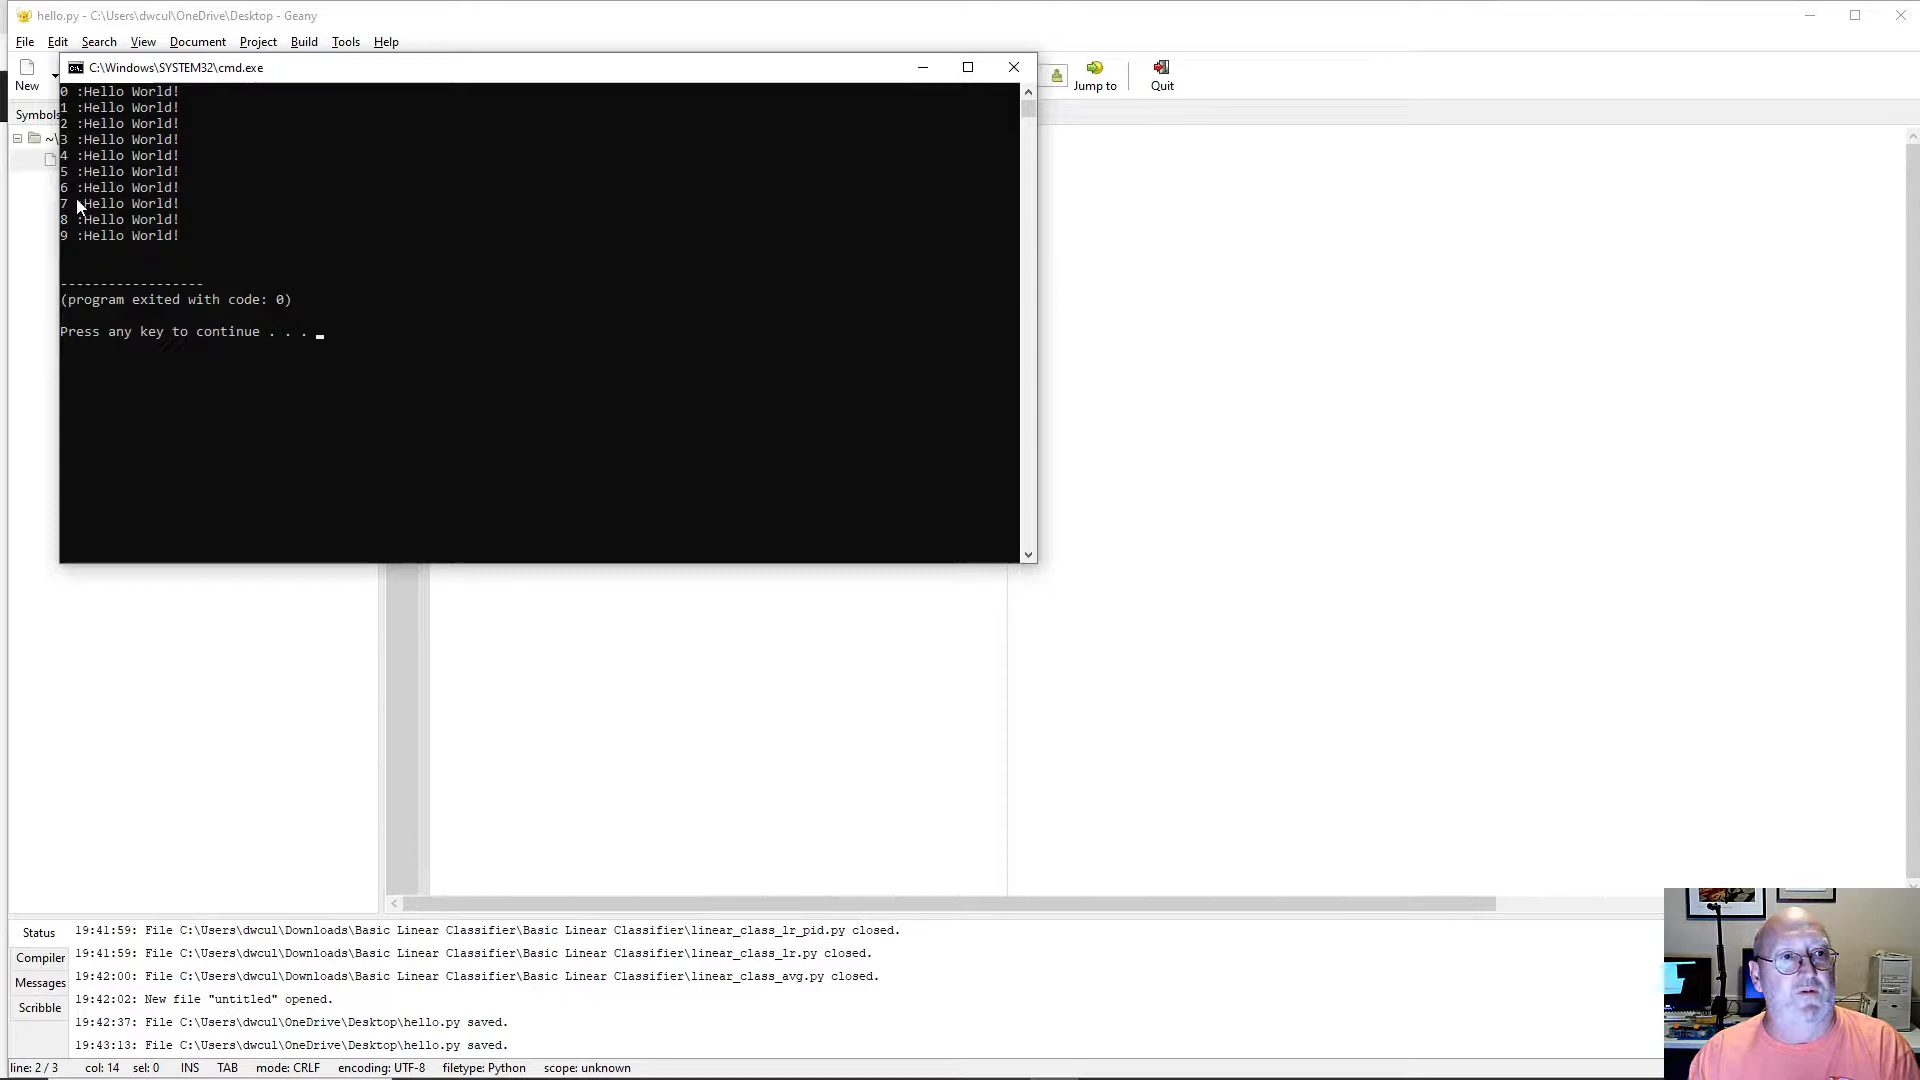 hello.py - C:\Users\dwcul\OneDrive\Desktop - Geany
File Edit Search View Document Project Build Tools Help
C:\Windows\SYSTEM32\cmd.exe
New
Jump to
Quit
Symbols
0 :Hello World!
1 :Hello World!
2 :Hello World!
3 :Hello World!
4 :Hello World!
5 :Hello World!
6 :Hello World!
7 :Hello World!
8 :Hello World!
9 :Hello World!
------------------
(program exited with code: 0)
Press any key to continue . . .
Status
Compiler
Messages
Scribble
19:41:59: File C:\Users\dwcul\Downloads\Basic Linear Classifier\Basic Linear Classifier\linear_class_lr_pid.py closed.
19:41:59: File C:\Users\dwcul\Downloads\Basic Linear Classifier\Basic Linear Classifier\linear_class_lr.py closed.
19:42:00: File C:\Users\dwcul\Downloads\Basic Linear Classifier\Basic Linear Classifier\linear_class_avg.py closed.
19:42:02: New file "untitled" opened.
19:42:37: File C:\Users\dwcul\OneDrive\Desktop\hello.py saved.
19:43:13: File C:\Users\dwcul\OneDrive\Desktop\hello.py saved.
line: 2 / 3 col: 14 sel: 0 INS TAB mode: CRLF encoding: UTF-8 filetype: Python scope: unknown